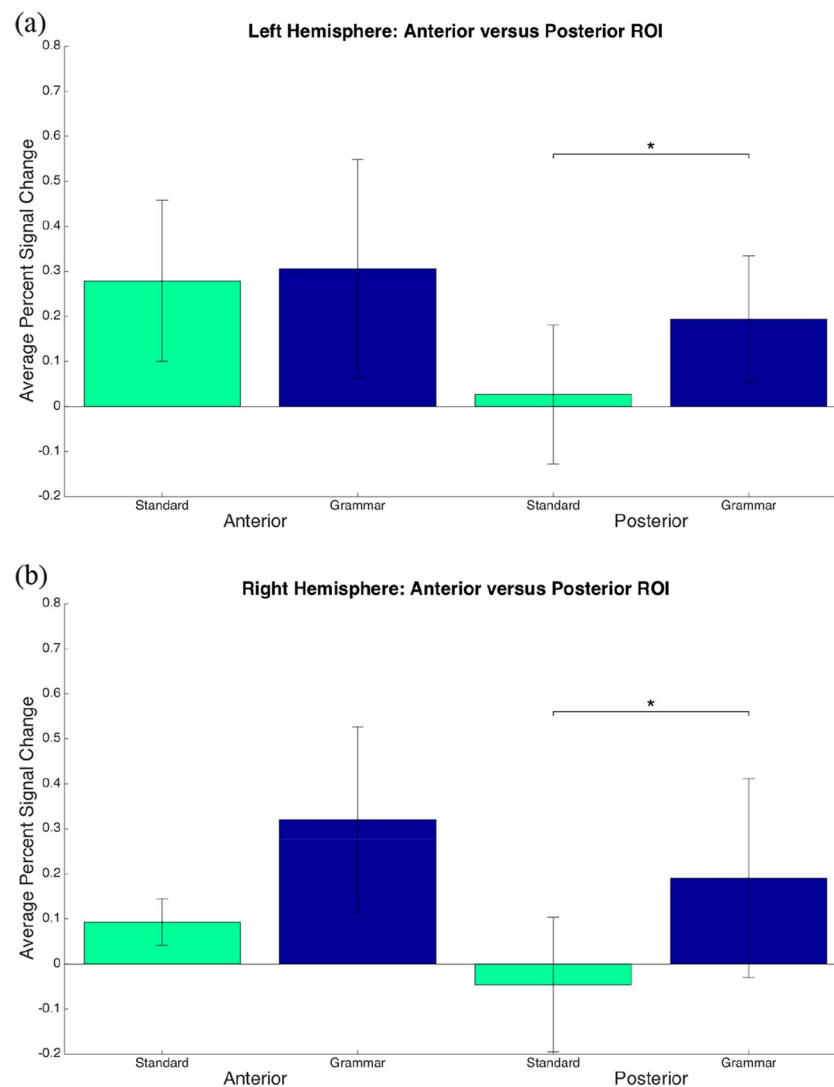 (a)
Left Hemisphere: Anterior versus Posterior ROI
0.8
0.7
0.6
0.5
0.4
0.3
0.2
0.1
0
-0.1
-0.2
Average Percent Signal Change
*
Standard Grammar Standard Grammar
Anterior Posterior
(b)
Right Hemisphere: Anterior versus Posterior ROI
0.8
0.7
0.6
0.5
0.4
0.3
0.2
0.1
0
-0.1
-0.2
Average Percent Signal Change
*
Standard Grammar Standard Grammar
Anterior Posterior